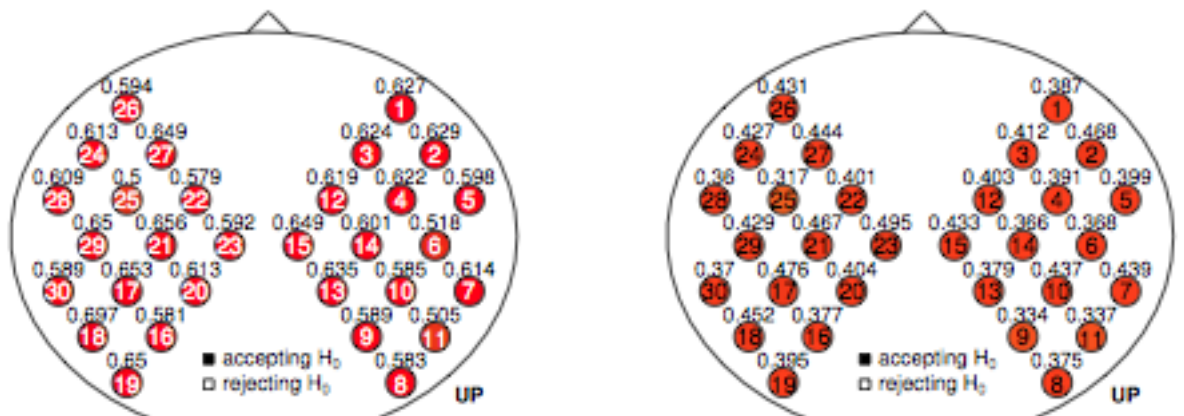 0.594 0.627 0.431 0.387
26 1 26 1
0.613 0.649 0.624 0.629 0.427 0.444 0.412 0.468
24 27 3 2 24 27 3 2
0.609 0.5 0.579 0.619 0.622 0.598 0.36 0.317 0.401 0.403 0.391 0.399
28 25 22 12 4 5 28 25 22 12 4 5
0.65 0.656 0.592 0.649 0.601 0.518 0.429 0.467 0.495 0.433 0.366 0.368
29 21 23 15 14 6 29 21 23 15 14 6
0.589 0.653 0.613 0.635 0.585 0.614 0.37 0.476 0.404 0.379 0.437 0.439
30 17 20 13 10 7 30 17 20 13 10 7
0.697 0.581 0.589 0.505 0.452 0.377 0.334 0.337
18 16 9 11 18 16 9 11
0.65 accepting H₀ 0.583 0.395 accepting H₀ 0.375
19 rejecting H₀ 8 UP 19 rejecting H₀ 8 UP